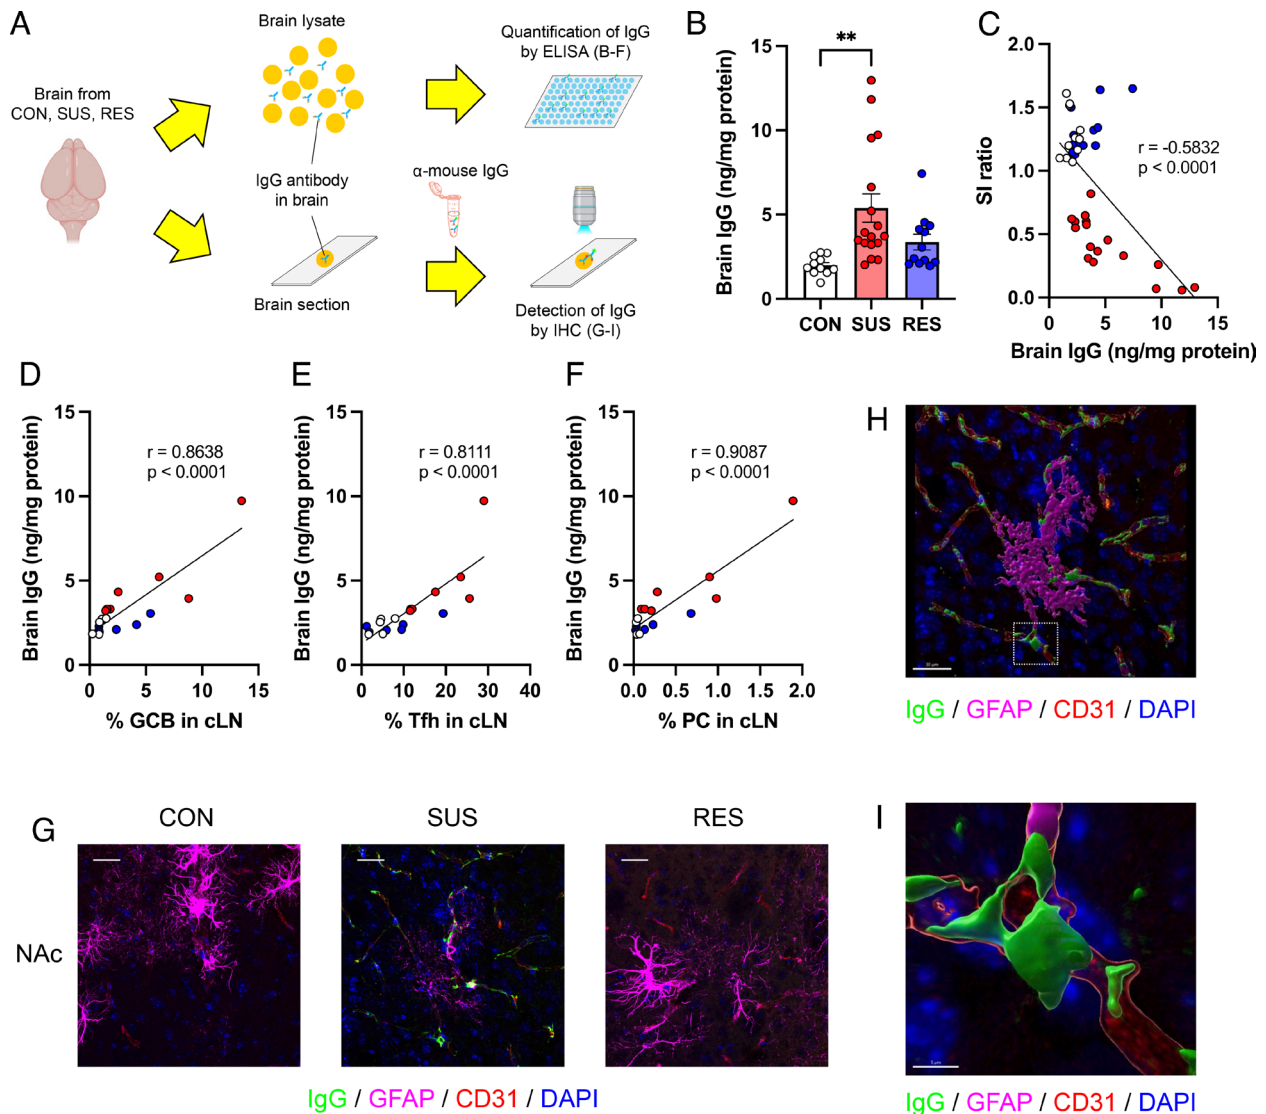 A
Brain from
CON, SUS, RES
Brain lysate
IgG antibody
in brain
Brain section
α-mouse IgG
Quantification of IgG
by ELISA (B-F)
Detection of IgG
by IHC (G-I)
B
Brain IgG (ng/mg protein)
15
10
5
0
**
CON SUS RES
C
SI ratio
2.0
1.5
1.0
0.5
0.0
r = -0.5832
p < 0.0001
0 5 10 15
Brain IgG (ng/mg protein)
D
Brain IgG (ng/mg protein)
15
10
5
0
r = 0.8638
p < 0.0001
0 5 10 15
% GCB in cLN
E
Brain IgG (ng/mg protein)
15
10
5
0
r = 0.8111
p < 0.0001
0 10 20 30 40
% Tfh in cLN
F
Brain IgG (ng/mg protein)
15
10
5
0
r = 0.9087
p < 0.0001
0.0 0.5 1.0 1.5 2.0
% PC in cLN
H
IgG / GFAP / CD31 / DAPI
G
CON SUS RES
NAc
IgG / GFAP / CD31 / DAPI
I
IgG / GFAP / CD31 / DAPI